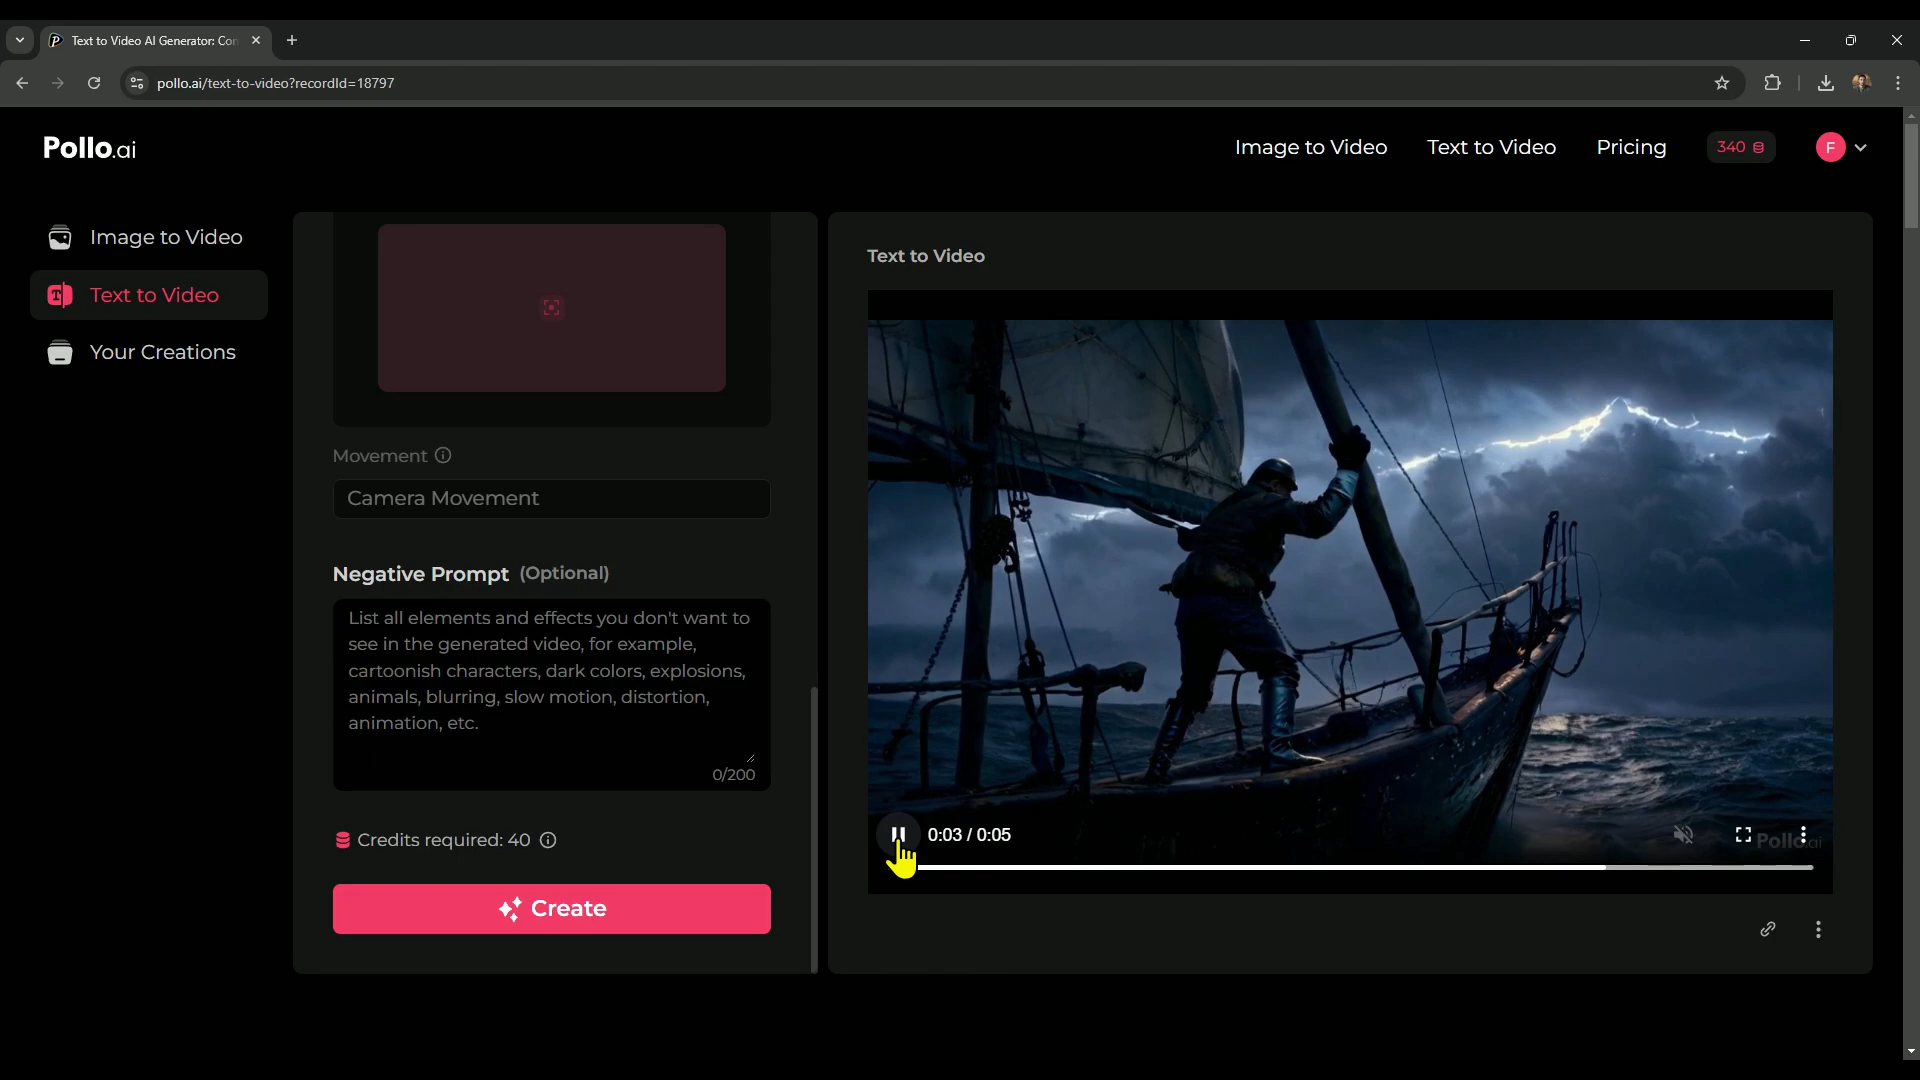 Text to Video AI Generator: Con
pollo.ai/text-to-video?recordId=18797
Pollo.ai
Image to Video
Text to Video
Pricing
340
F
Image to Video
Text to Video
Your Creations
Movement
Camera Movement
Negative Prompt (Optional)
List all elements and effects you don't want to
see in the generated video, for example,
cartoonish characters, dark colors, explosions,
animals, blurring, slow motion, distortion,
animation, etc.
0/200
Credits required: 40
Create
Text to Video
0:03 / 0:05
Pollo.ai